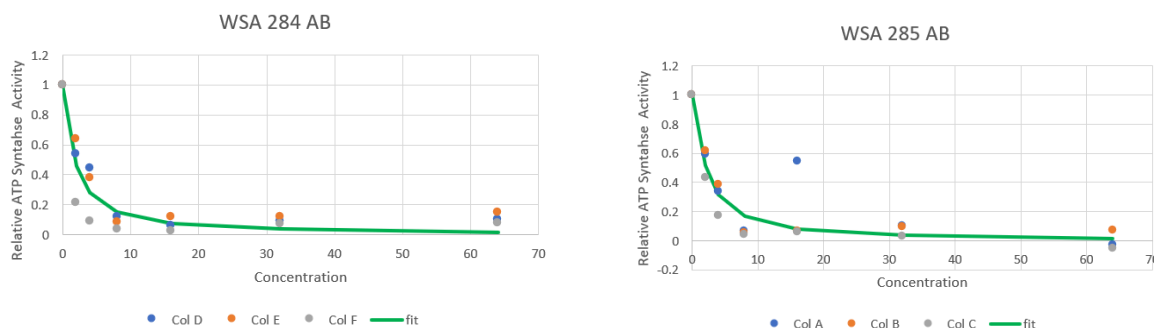 WSA 284 AB
Relative ATP Syntahse Activity
1.2
1
0.8
0.6
0.4
0.2
0
0 10 20 30 40 50 60 70
Concentration
Col D Col E Col F fit
WSA 285 AB
Relative ATP Syntahse Activity
1.2
1
0.8
0.6
0.4
0.2
0
-0.2
0 10 20 30 40 50 60 70
Concentration
Col A Col B Col C fit